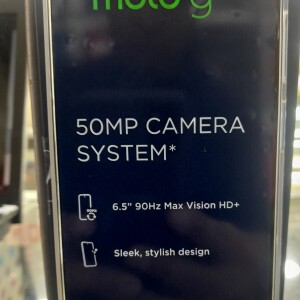 moto g
50MP CAMERA
SYSTEM*
6.5" 90Hz Max Vision HD+
Sleek, stylish design